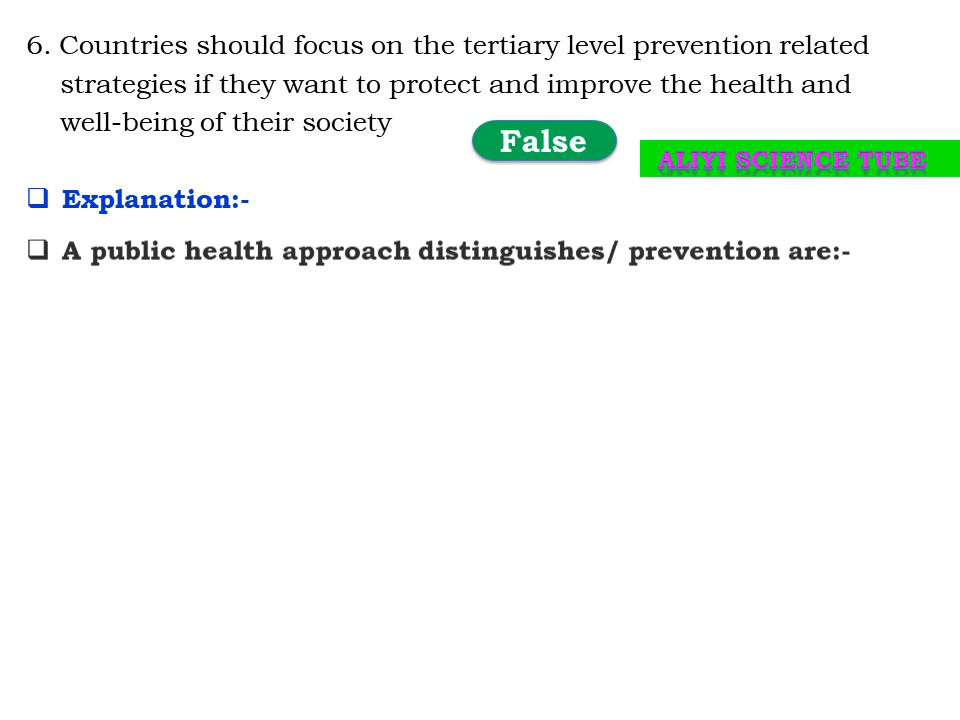 6. Countries should focus on the tertiary level prevention related
strategies if they want to protect and improve the health and
well-being of their society
False
ALIYI SCIENCE TUBE
Explanation:-
A public health approach distinguishes/ prevention are:-